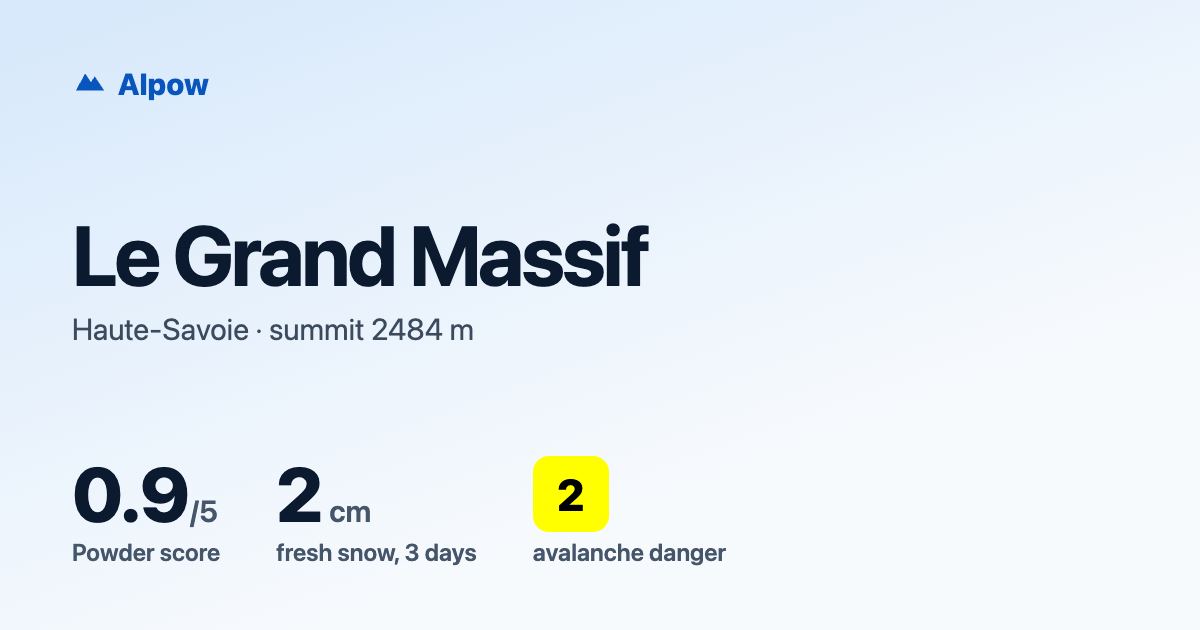 Alpow
Le Grand Massif
Haute-Savoie · summit 2484 m
0.9/5
Powder score
2 cm
fresh snow, 3 days
2
avalanche danger